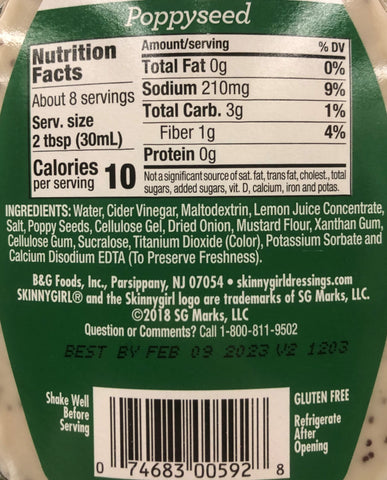 Poppyseed
Nutrition Facts
About 8 servings
Serv. size
2 tbsp (30mL)
Calories 10
per serving
Amount/serving % DV
Total Fat 0g 0%
Sodium 210mg 9%
Total Carb. 3g 1%
Fiber 1g 4%
Protein 0g
Not a significant source of sat. fat, trans fat, cholest., total
sugars, added sugars, vit. D, calcium, iron and potas.
INGREDIENTS: Water, Cider Vinegar, Maltodextrin, Lemon Juice Concentrate,
Salt, Poppy Seeds, Cellulose Gel, Dried Onion, Mustard Flour, Xanthan Gum,
Cellulose Gum, Sucralose, Titanium Dioxide (Color), Potassium Sorbate and
Calcium Disodium EDTA (To Preserve Freshness).
B&G Foods, Inc., Parsippany, NJ 07054 • skinnygirldressings.com
SKINNYGIRL® and the Skinnygirl logo are trademarks of SG Marks, LLC.
©2018 SG Marks, LLC
Question or Comments? Call 1-800-811-9502
BEST BY FEB 09 2023 V2 1203
Shake Well
Before
Serving
0 74683 00592 8
GLUTEN FREE
Refrigerate
After
Opening